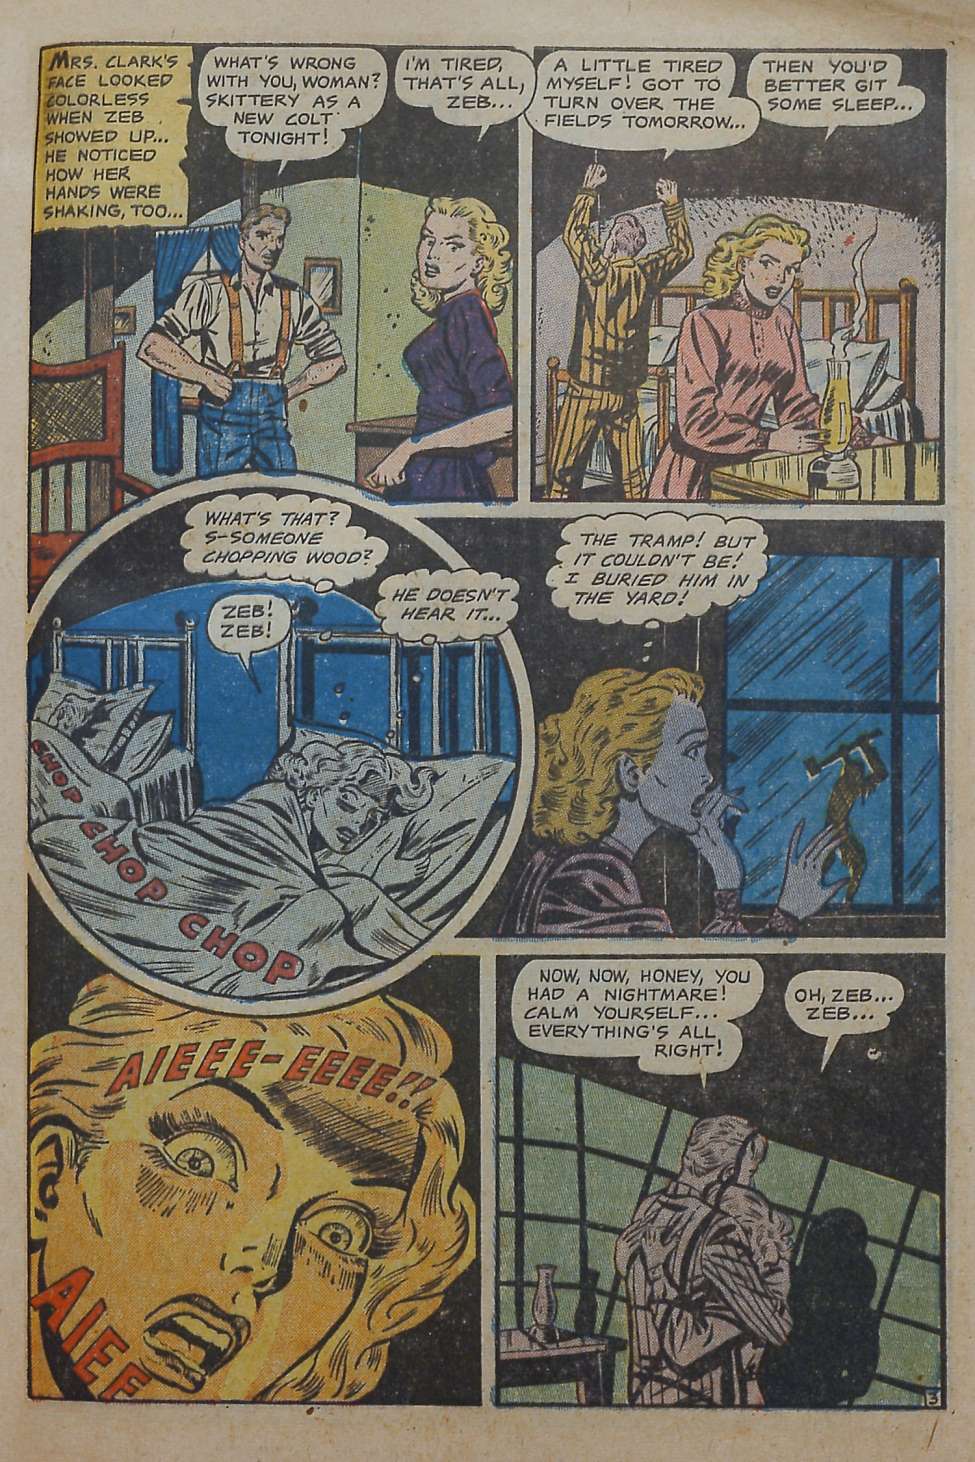 MRS. CLARK'S
FACE LOOKED
COLORLESS
WHEN ZEB
SHOWED UP...
HE NOTICED
HOW HER
HANDS WERE
SHAKING, TOO...
WHAT'S WRONG
WITH YOU, WOMAN?
SKITTERY AS A
NEW COLT
TONIGHT!
I'M TIRED,
THAT'S ALL,
ZEB...
A LITTLE TIRED
MYSELF! GOT TO
TURN OVER THE
FIELDS TOMORROW...
THEN YOU'D
BETTER GIT
SOME SLEEP...
WHAT'S THAT?
S-SOMEONE
CHOPPING WOOD?
ZEB!
ZEB!
HE DOESN'T
HEAR IT...
CHOP
CHOP
CHOP
THE TRAMP! BUT
IT COULDN'T BE!
I BURIED HIM IN
THE YARD!
AIEEE-EEEE!!
AIEE
NOW, NOW, HONEY, YOU
HAD A NIGHTMARE!
CALM YOURSELF...
EVERYTHING'S ALL
RIGHT!
OH, ZEB...
ZEB...
3